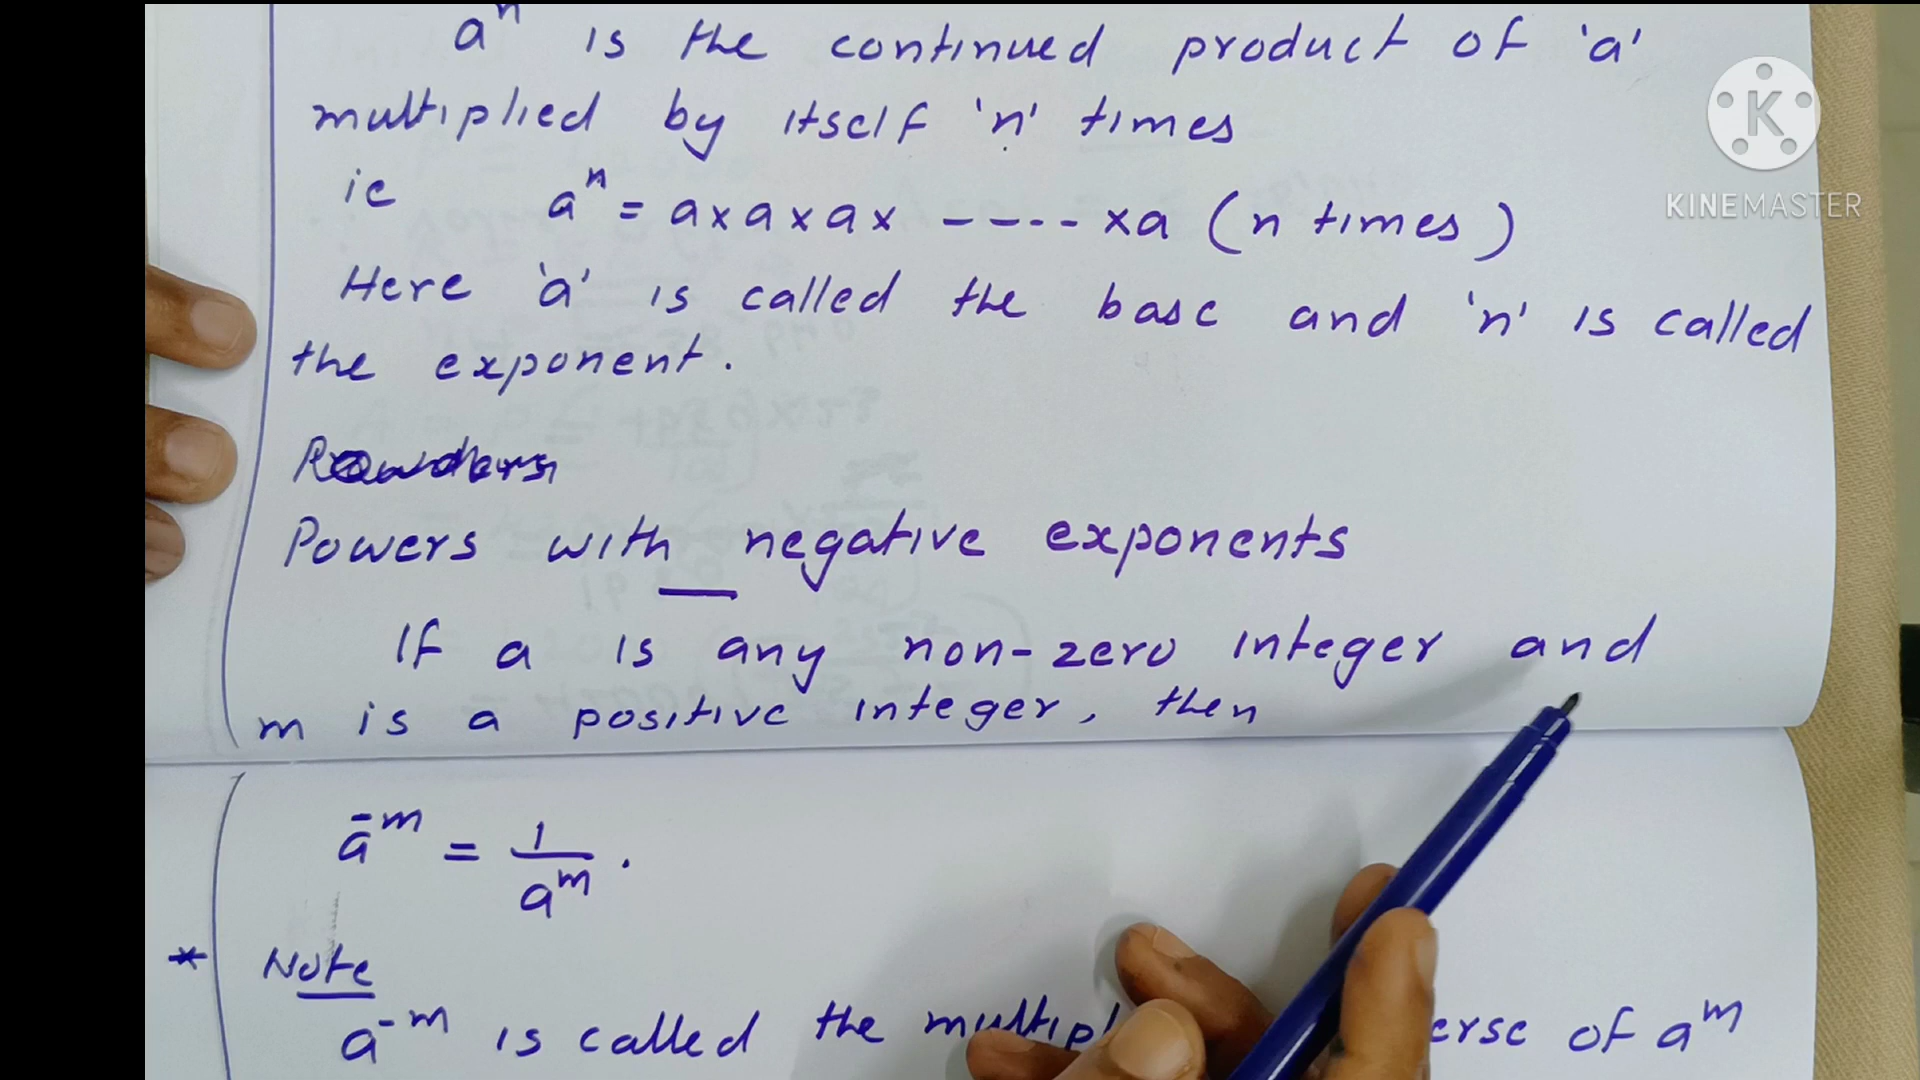 aⁿ is the continued product of 'a'
multiplied by itself 'n' times
ie aⁿ = a x a x a x ----- x a (n times)
Here 'a' is called the base and 'n' is called
the exponent.
Powers with negative exponents
If a is any non-zero integer and
m is a positive integer, then
a⁻ᵐ = 1/aᵐ.
* Note
a⁻ᵐ is called the of aᵐ
K
KINEMASTER